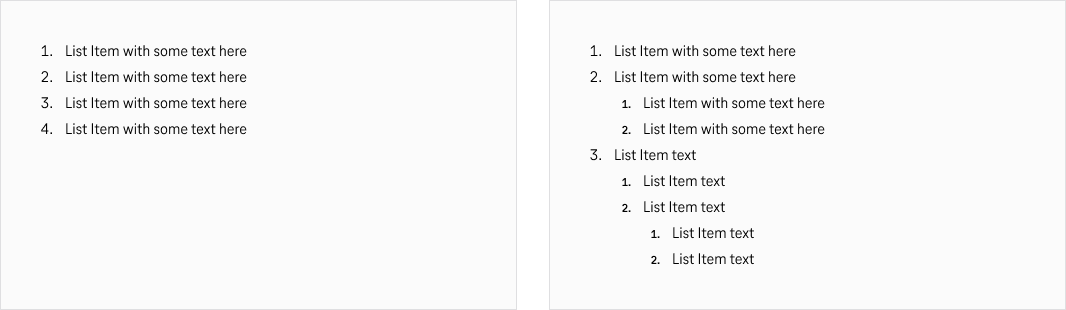 1. List Item with some text here
2. List Item with some text here
3. List Item with some text here
4. List Item with some text here
1. List Item with some text here
2. List Item with some text here
1. List Item with some text here
2. List Item with some text here
3. List Item text
1. List Item text
2. List Item text
1. List Item text
2. List Item text